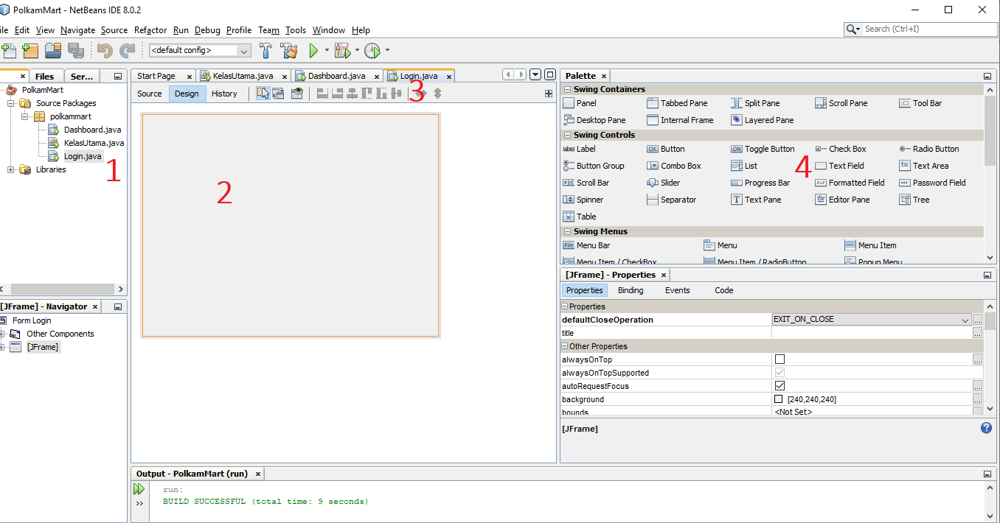 PolkamMart - NetBeans IDE 8.0.2
ile Edit View Navigate Source Refactor Run Debug Profile Team Tools Window Help
Search (Ctrl+I)
<default config>
Files Ser...
PolkamMart
Source Packages
polkammart
Dashboard.java
KelasUtama.java
Login.java
Libraries
1
[JFrame] - Navigator
Form Login
Other Components
[JFrame]
Start Page KelasUtama.java Dashboard.java Login.java
Source Design History
3
2
Palette
Swing Containers
Panel Tabbed Pane Split Pane Scroll Pane Tool Bar
Desktop Pane Internal Frame Layered Pane
Swing Controls
label Label OK Button ON Toggle Button Check Box Radio Button
Button Group Combo Box List Text Field Text Area
4
Scroll Bar Slider Progress Bar Formatted Field Password Field
Spinner Separator Text Pane Editor Pane Tree
Table
Swing Menus
File Menu Bar Menu Menu Item
Menu Item / CheckBox Menu Item / RadioButton Popup Menu
[JFrame] - Properties
Properties Binding Events Code
Properties
defaultCloseOperation EXIT_ON_CLOSE
title
Other Properties
alwaysOnTop
alwaysOnTopSupported
autoRequestFocus
background [240,240,240]
bounds <Not Set>
[JFrame]
Output - PolkamMart (run)
run:
BUILD SUCCESSFUL (total time: 9 seconds)